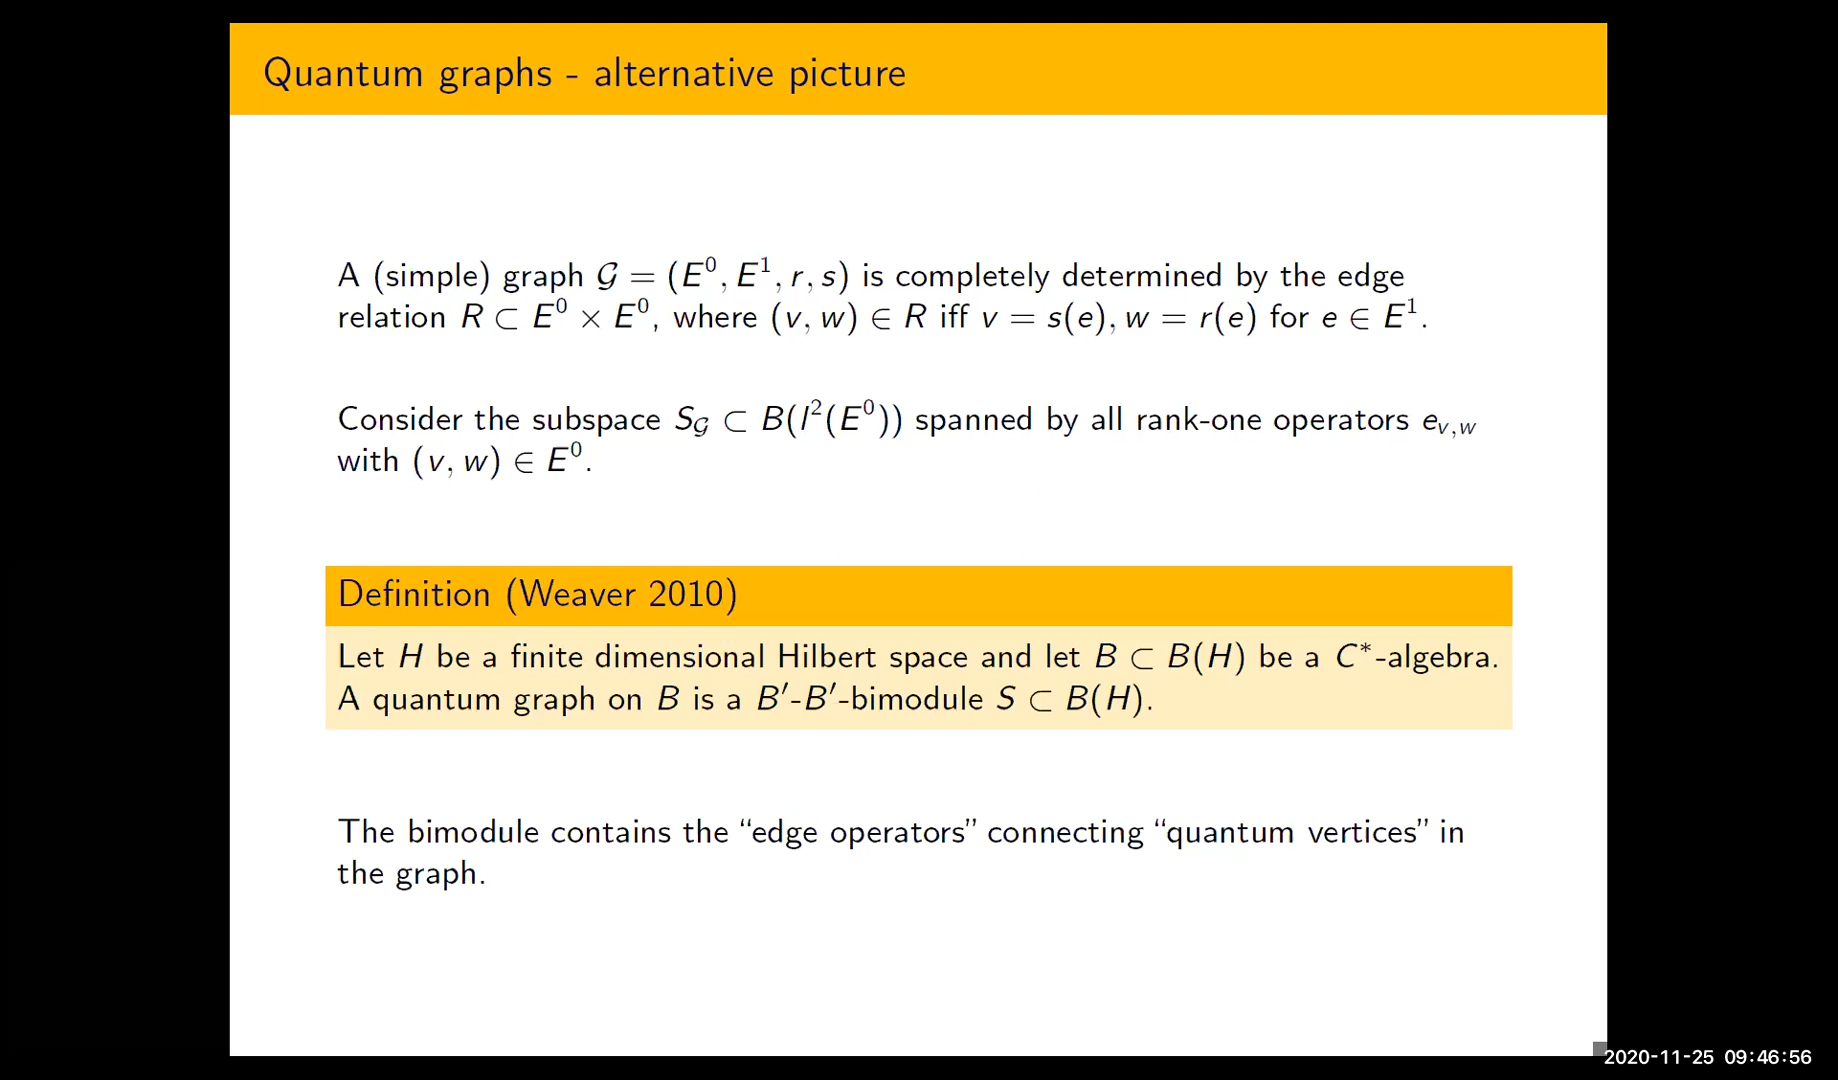 Quantum graphs - alternative picture
A (simple) graph 𝒢 = (E⁰, E¹, r, s) is completely determined by the edge
relation R ⊂ E⁰ × E⁰, where (v, w) ∈ R iff v = s(e), w = r(e) for e ∈ E¹.
Consider the subspace S_𝒢 ⊂ B(l²(E⁰)) spanned by all rank-one operators e_{v,w}
with (v, w) ∈ E⁰.
Definition (Weaver 2010)
Let H be a finite dimensional Hilbert space and let B ⊂ B(H) be a C*-algebra.
A quantum graph on B is a B′-B′-bimodule S ⊂ B(H).
The bimodule contains the “edge operators” connecting “quantum vertices” in
the graph.
2020-11-25 09:46:56